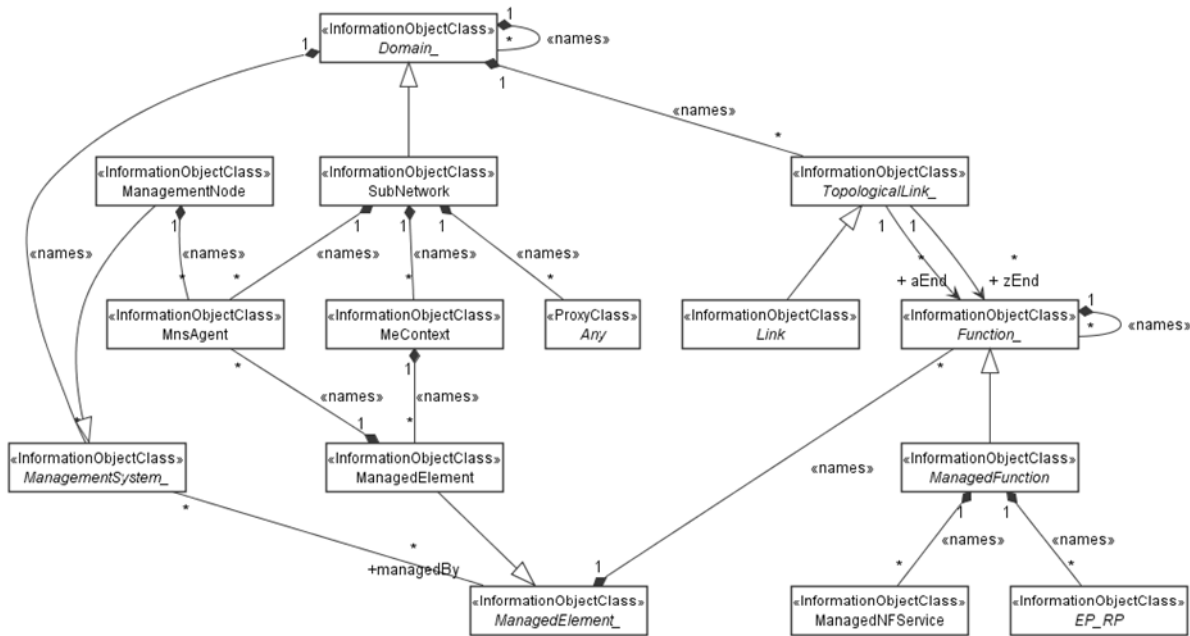 1
«InformationObjectClass»
Domain_
1
*
«names»
1
1
«names»
*
«InformationObjectClass»
ManagementNode
«InformationObjectClass»
SubNetwork
«InformationObjectClass»
TopologicalLink_
1
1
1
1
1
1
«names»
«names»
«names»
«names»
«names»
*
*
*
*
*
*
+ aEnd
+ zEnd
«InformationObjectClass»
MnsAgent
«InformationObjectClass»
MeContext
«ProxyClass»
Any
«InformationObjectClass»
Link
«InformationObjectClass»
Function_
1
*
«names»
*
1
*
«names»
«names»
*
1
*
«InformationObjectClass»
ManagementSystem_
«InformationObjectClass»
ManagedElement
«names»
«InformationObjectClass»
ManagedFunction
*
1
1
*
«names»
«names»
+managedBy
1
*
*
«InformationObjectClass»
ManagedElement_
«InformationObjectClass»
ManagedNFService
«InformationObjectClass»
EP_RP